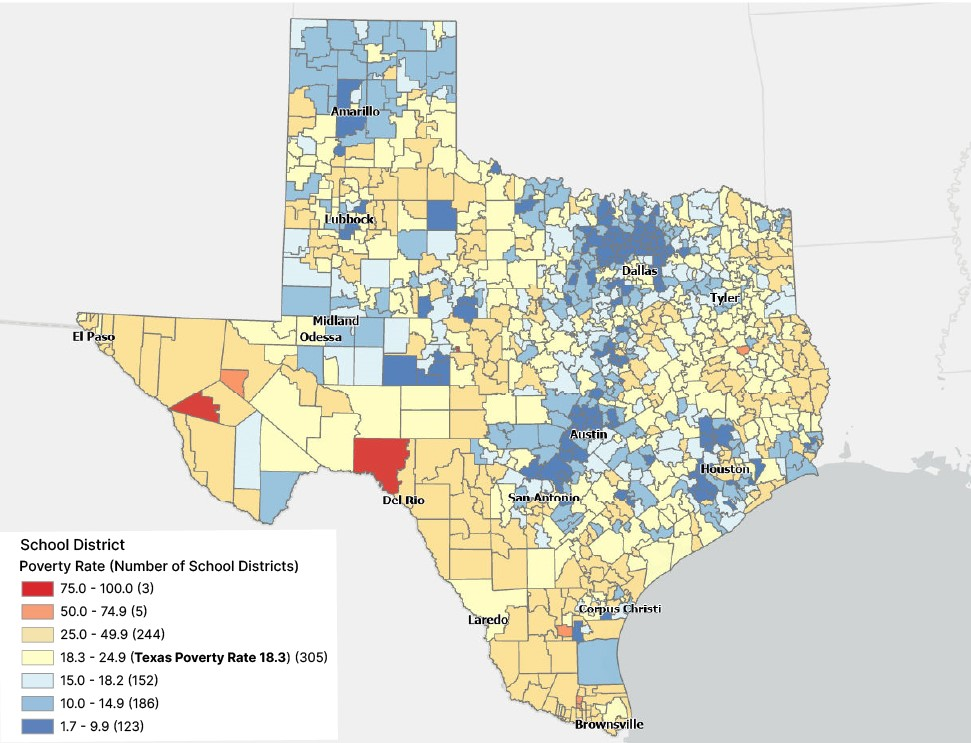 Amarillo
Lubbock
Dallas
Tyler
Midland
El Paso
Odessa
Austin
Houston
San Antonio
Del Rio
School District
Poverty Rate (Number of School Districts)
75.0 - 100.0 (3)
50.0 - 74.9 (5)
25.0 - 49.9 (244)
18.3 - 24.9 (Texas Poverty Rate 18.3) (305)
15.0 - 18.2 (152)
10.0 - 14.9 (186)
1.7 - 9.9 (123)
Corpus Christi
Laredo
Brownsville